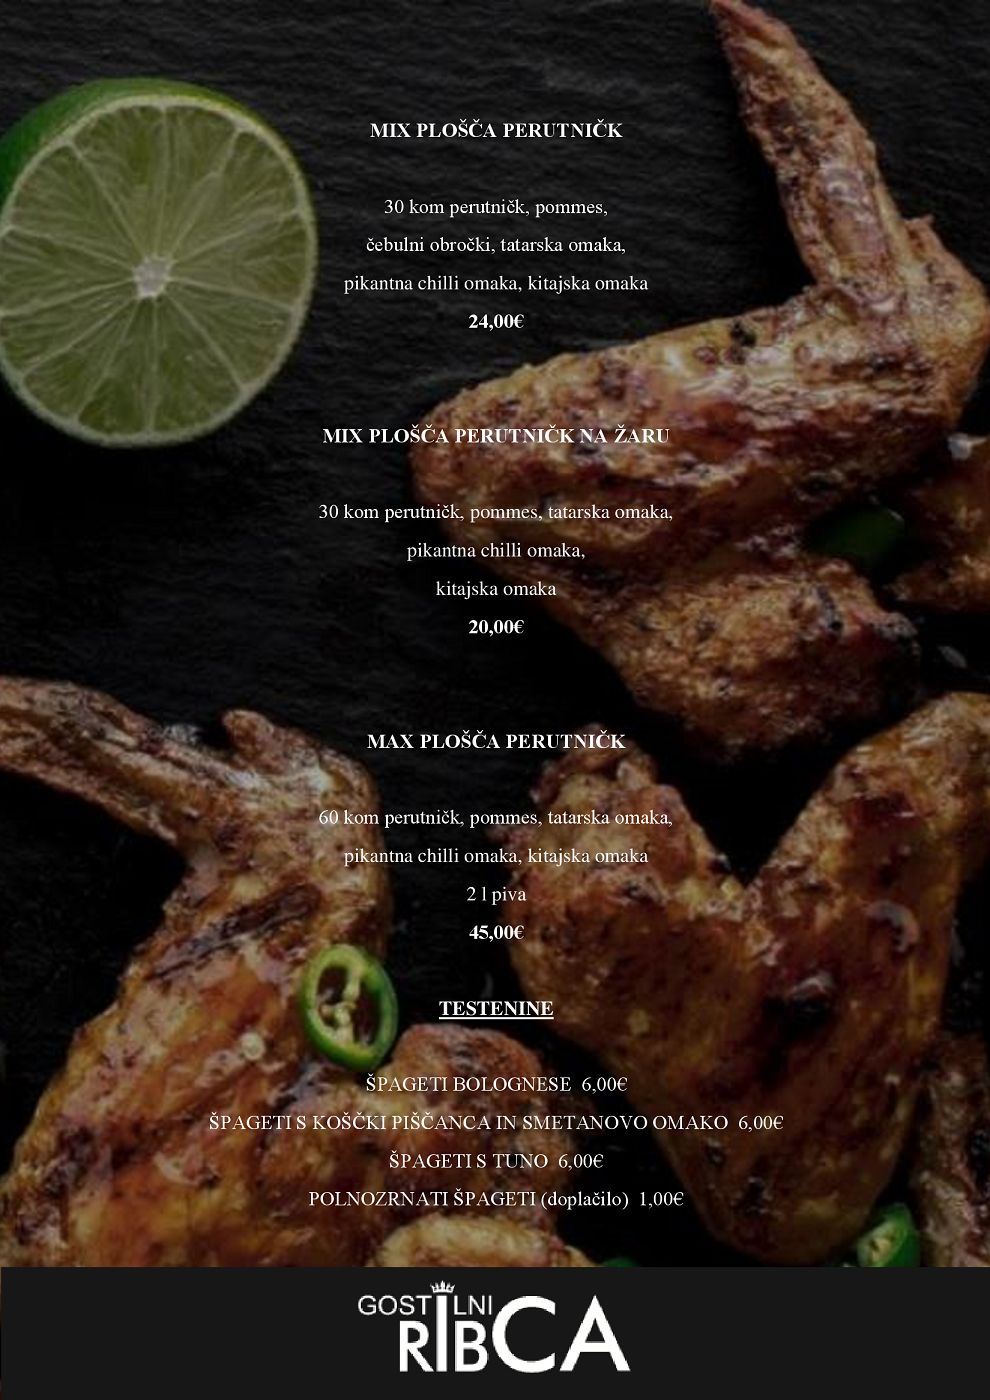 MIX PLOŠČA PERUTNIČK
30 kom perutničk, pommes,
čebulni obročki, tatarska omaka,
pikantna chilli omaka, kitajska omaka
24,00€
MIX PLOŠČA PERUTNIČK NA ŽARU
30 kom perutničk, pommes, tatarska omaka,
pikantna chilli omaka,
kitajska omaka
20,00€
MAX PLOŠČA PERUTNIČK
60 kom perutničk, pommes, tatarska omaka,
pikantna chilli omaka, kitajska omaka
2 l piva
45,00€
TESTENINE
ŠPAGETI BOLOGNESE 6,00€
ŠPAGETI S KOŠČKI PIŠČANCA IN SMETANOVO OMAKO 6,00€
ŠPAGETI S TUNO 6,00€
POLNOZRNATI ŠPAGETI (doplačilo) 1,00€
GOSTILNI
RIBCA